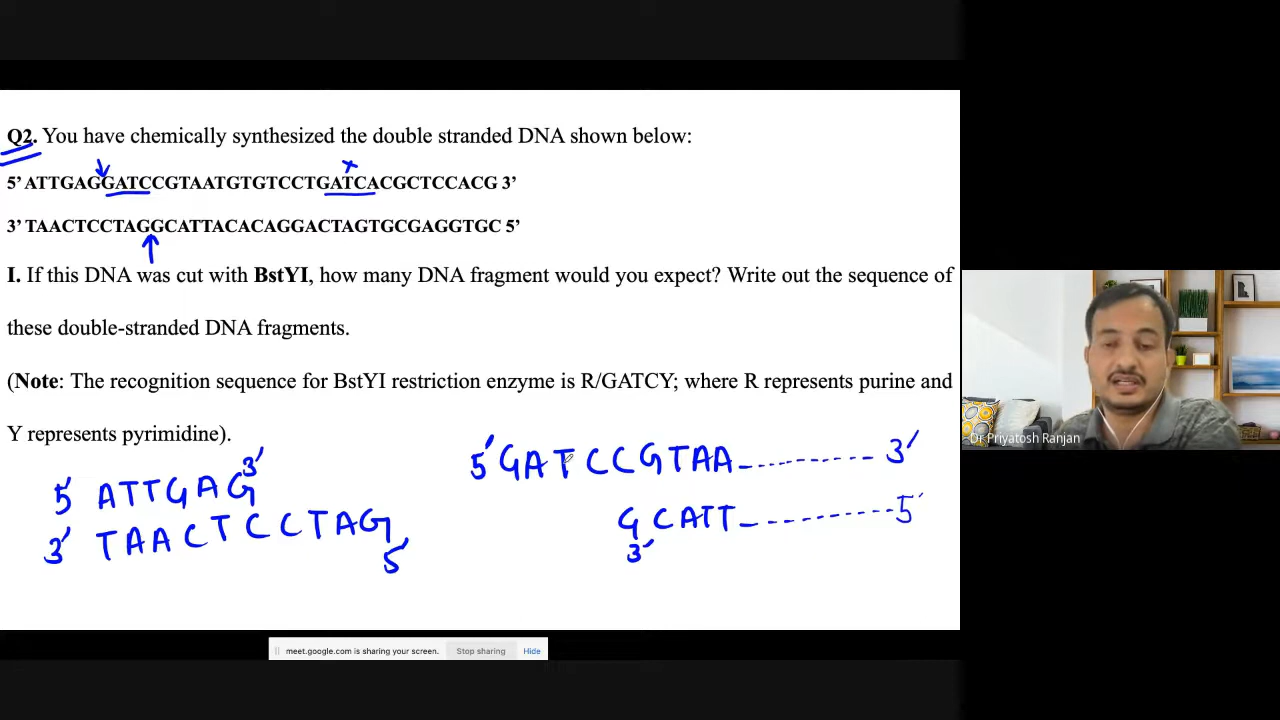 Q2. You have chemically synthesized the double stranded DNA shown below:
5’ ATTGAGGATCCGTAATGTGTCCTGATCACGCTCCACG 3’
3’ TAACTCCTAGGCATTACACAGGACTAGTGCGAGGTGC 5’
I. If this DNA was cut with BstYI, how many DNA fragment would you expect? Write out the sequence of
these double-stranded DNA fragments.
(Note: The recognition sequence for BstYI restriction enzyme is R/GATCY; where R represents purine and
Y represents pyrimidine).
5' ATTGAG 3'
3' TAACTCCTAG 5'
5' GATCCGTAA---------- 3'
GCATT---------- 5'
3'
Dr Priyatosh Ranjan
meet.google.com is sharing your screen. Stop sharing Hide